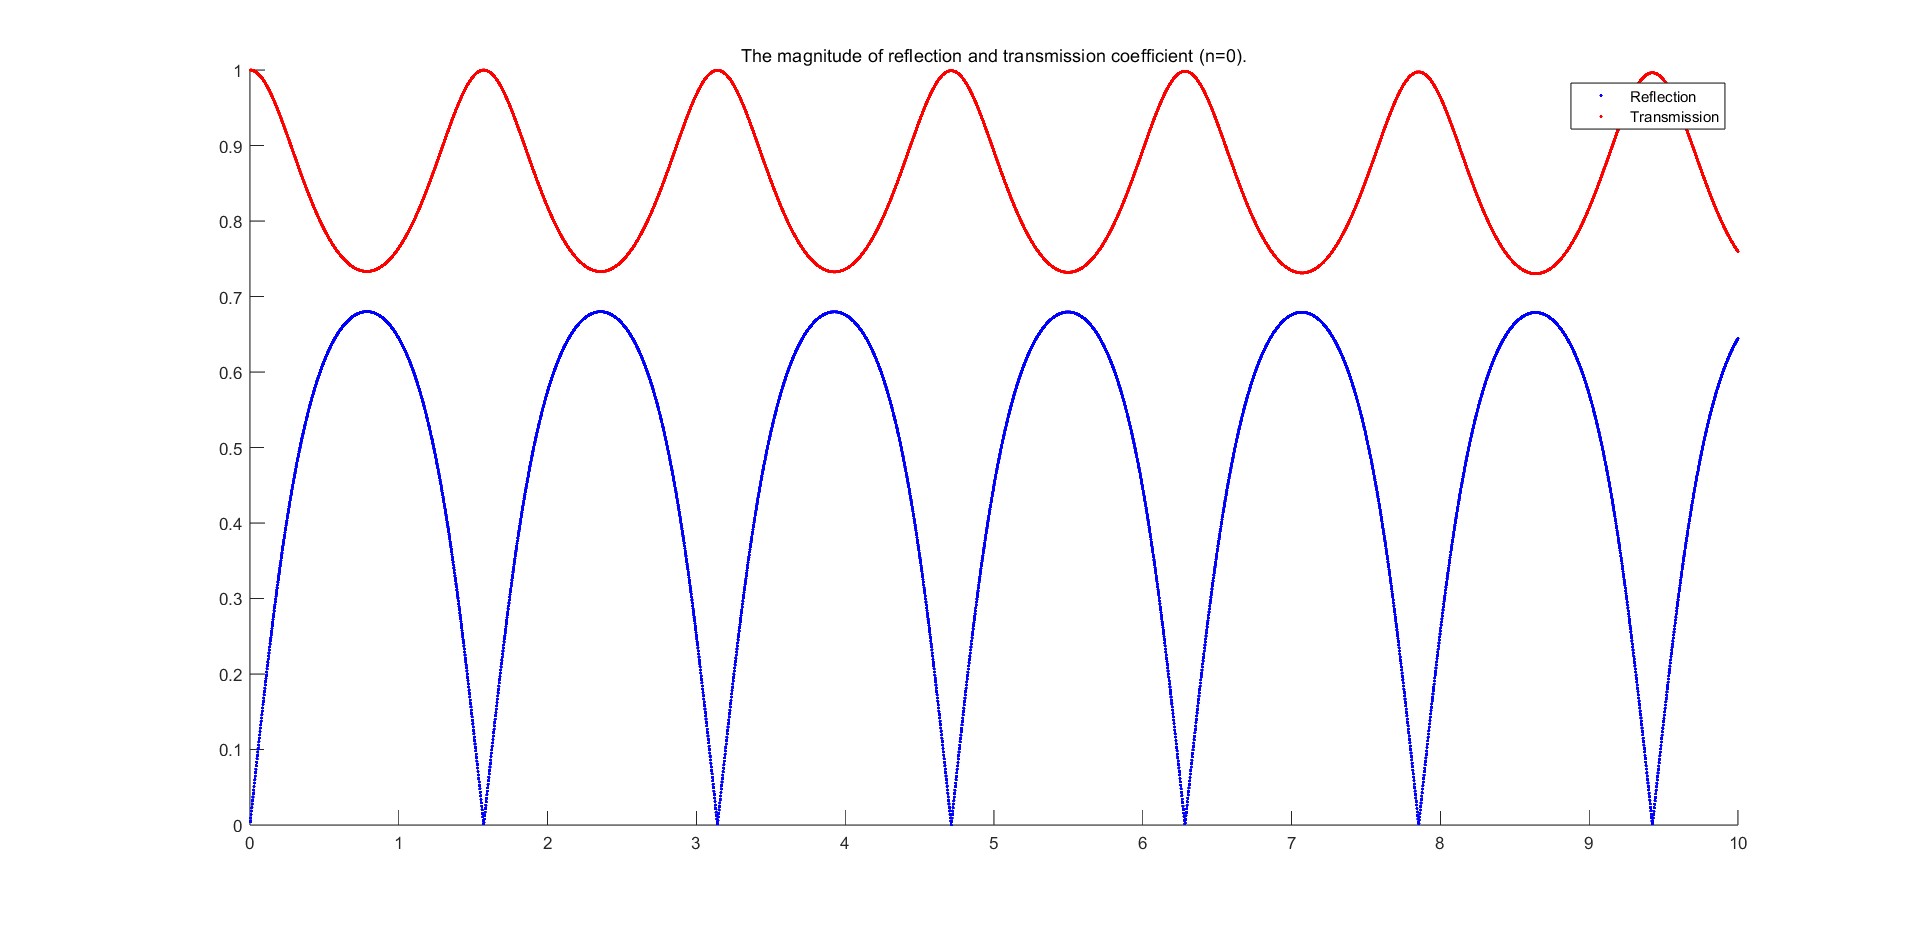 The magnitude of reflection and transmission coefficient (n=0).
1
Reflection
Transmission
0.9
0.8
0.7
0.6
0.5
0.4
0.3
0.2
0.1
0
0 1 2 3 4 5 6 7 8 9 10